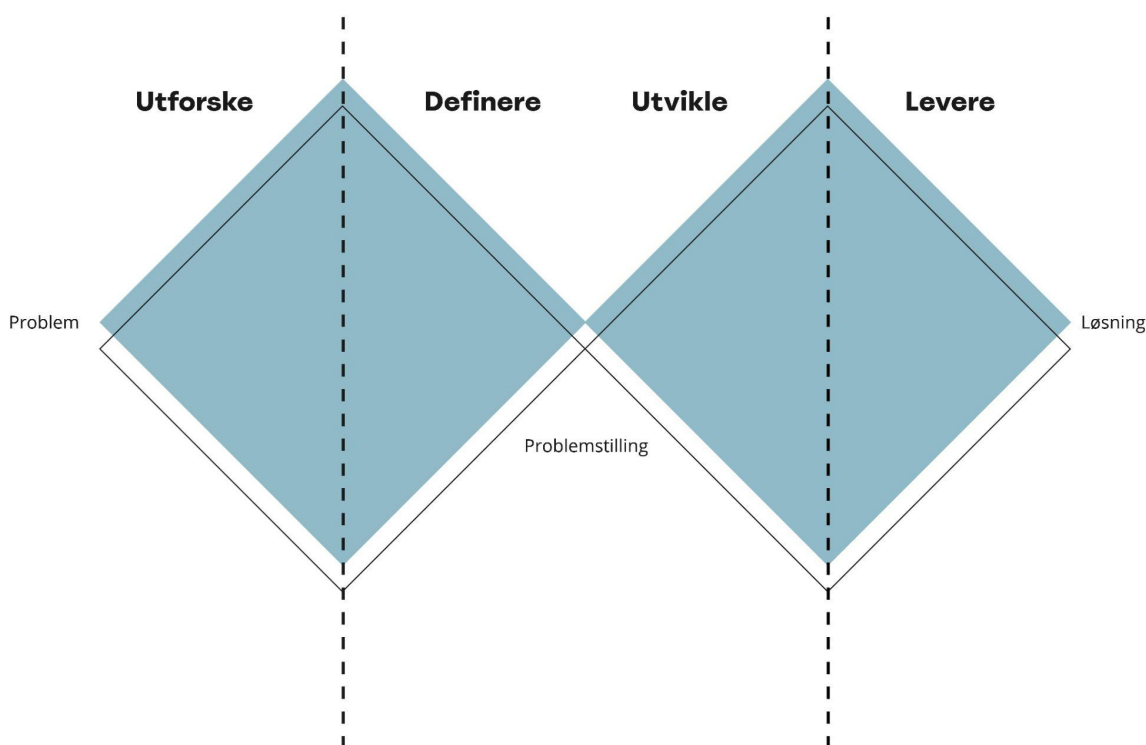 Utforske
Definere
Utvikle
Levere
Problem
Løsning
Problemstilling